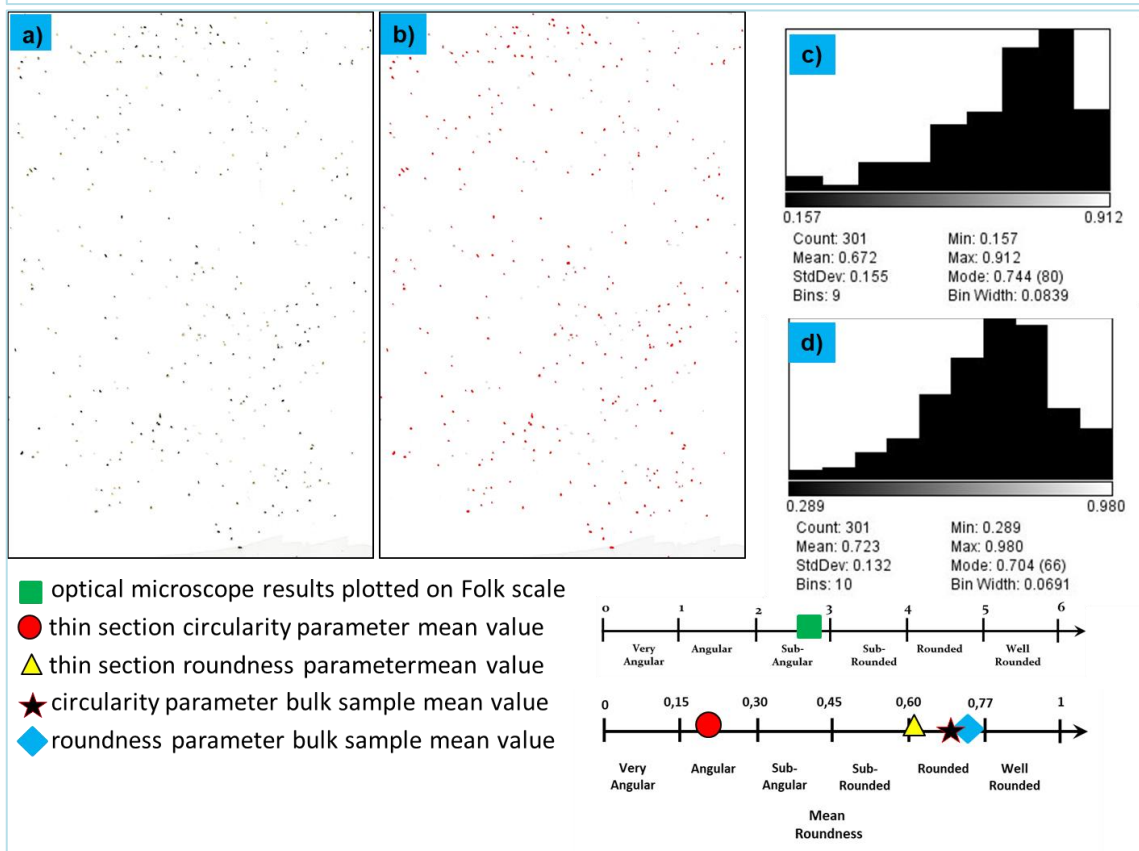 a)
b)
c)
0.157 0.912
Count: 301 Min: 0.157
Mean: 0.672 Max: 0.912
StdDev: 0.155 Mode: 0.744 (80)
Bins: 9 Bin Width: 0.0839
d)
0.289 0.980
Count: 301 Min: 0.289
Mean: 0.723 Max: 0.980
StdDev: 0.132 Mode: 0.704 (66)
Bins: 10 Bin Width: 0.0691
optical microscope results plotted on Folk scale
thin section circularity parameter mean value
thin section roundness parametermean value
circularity parameter bulk sample mean value
roundness parameter bulk sample mean value
0 1 2 3 4 5 6
Very Angular Sub- Sub- Rounded Well
Angular Angular Rounded Rounded
0 0,15 0,30 0,45 0,60 0,77 1
Very Angular Sub- Sub- Rounded Well
Angular Angular Rounded Rounded
Mean
Roundness